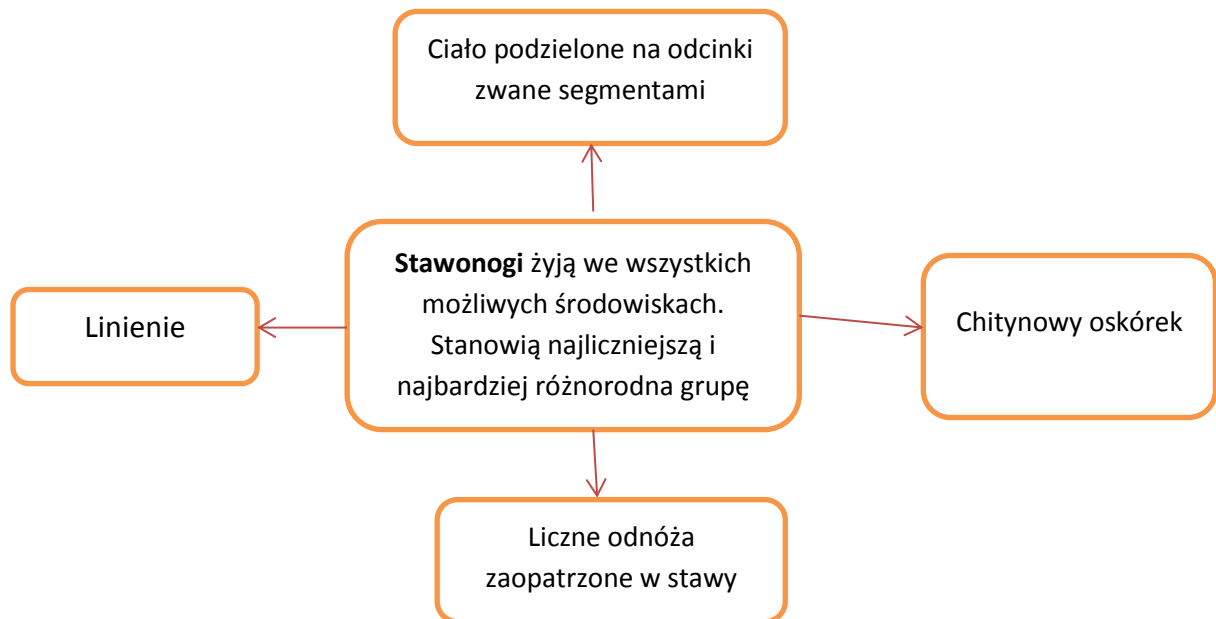 Ciało podzielone na odcinki
zwane segmentami
Stawonogi żyją we wszystkich
możliwych środowiskach.
Stanowią najliczniejszą i
najbardziej różnorodna grupę
Linienie
Chitynowy oskórek
Liczne odnóża
zaopatrzone w stawy